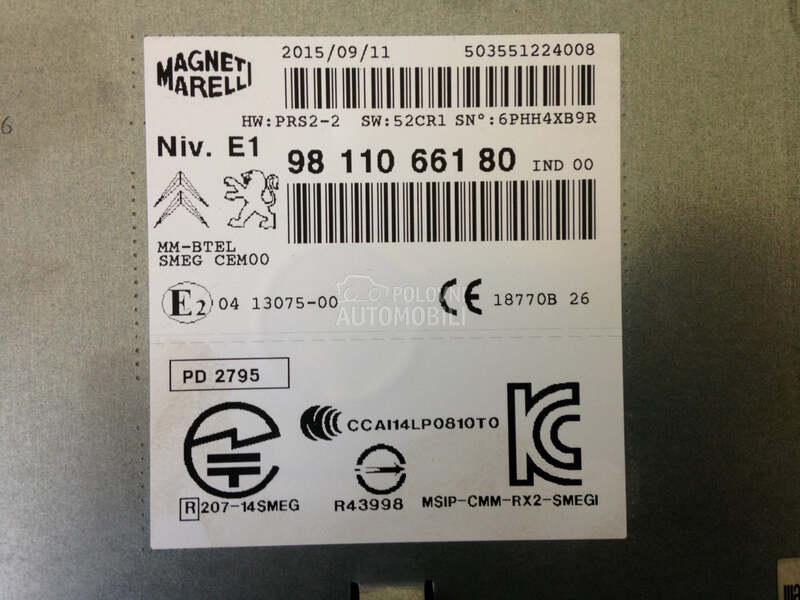 MAGNETI MARELLI
2015/09/11 503551224008
HW:PRS2-2 SW:52CR1 SN°:6PHH4XB9R
Niv. E1
98 110 661 80 IND 00
MM-BTEL
SMEG CEM00
E2 04 13075-00
CE 18770B 26
POLOVNI
AUTOMOBILI
PD 2795
CCAI14LP0810T0
R 207-14SMEG
R43998
MSIP-CMM-RX2-SMEGI
6